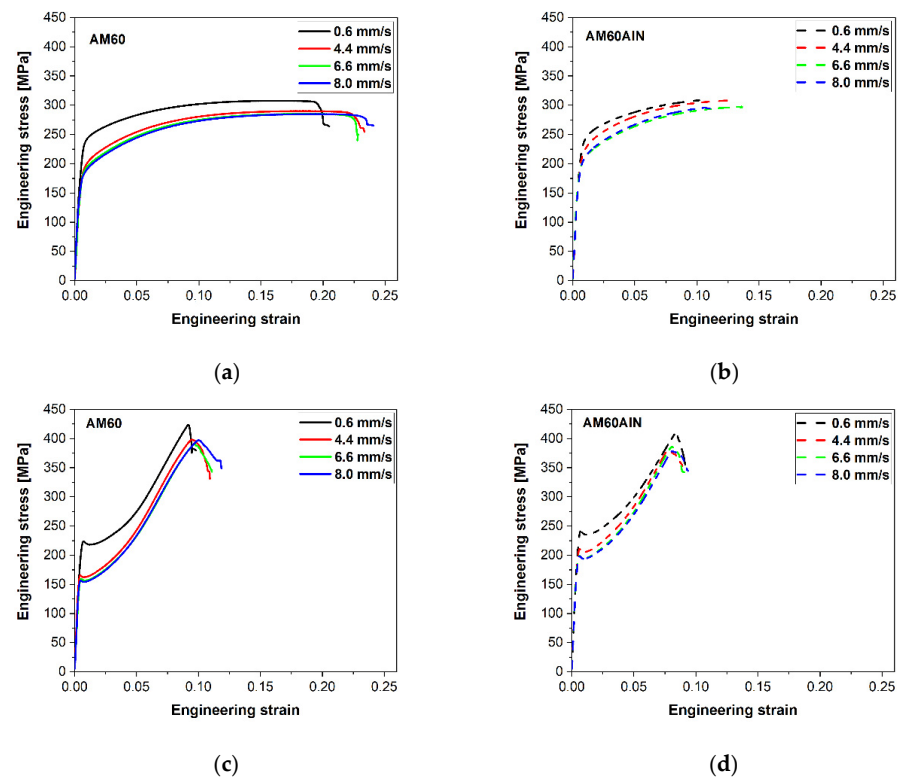 AM60
0.6 mm/s
4.4 mm/s
6.6 mm/s
8.0 mm/s
Engineering stress [MPa]
450
400
350
300
250
200
150
100
50
0
0.00 0.05 0.10 0.15 0.20 0.25
Engineering strain
(a)
AM60AlN
0.6 mm/s
4.4 mm/s
6.6 mm/s
8.0 mm/s
Engineering stress [MPa]
450
400
350
300
250
200
150
100
50
0
0.00 0.05 0.10 0.15 0.20 0.25
Engineering strain
(b)
AM60
0.6 mm/s
4.4 mm/s
6.6 mm/s
8.0 mm/s
Engineering stress [MPa]
450
400
350
300
250
200
150
100
50
0
0.00 0.05 0.10 0.15 0.20 0.25
Engineering strain
(c)
AM60AlN
0.6 mm/s
4.4 mm/s
6.6 mm/s
8.0 mm/s
Engineering stress [MPa]
450
400
350
300
250
200
150
100
50
0
0.00 0.05 0.10 0.15 0.20 0.25
Engineering strain
(d)